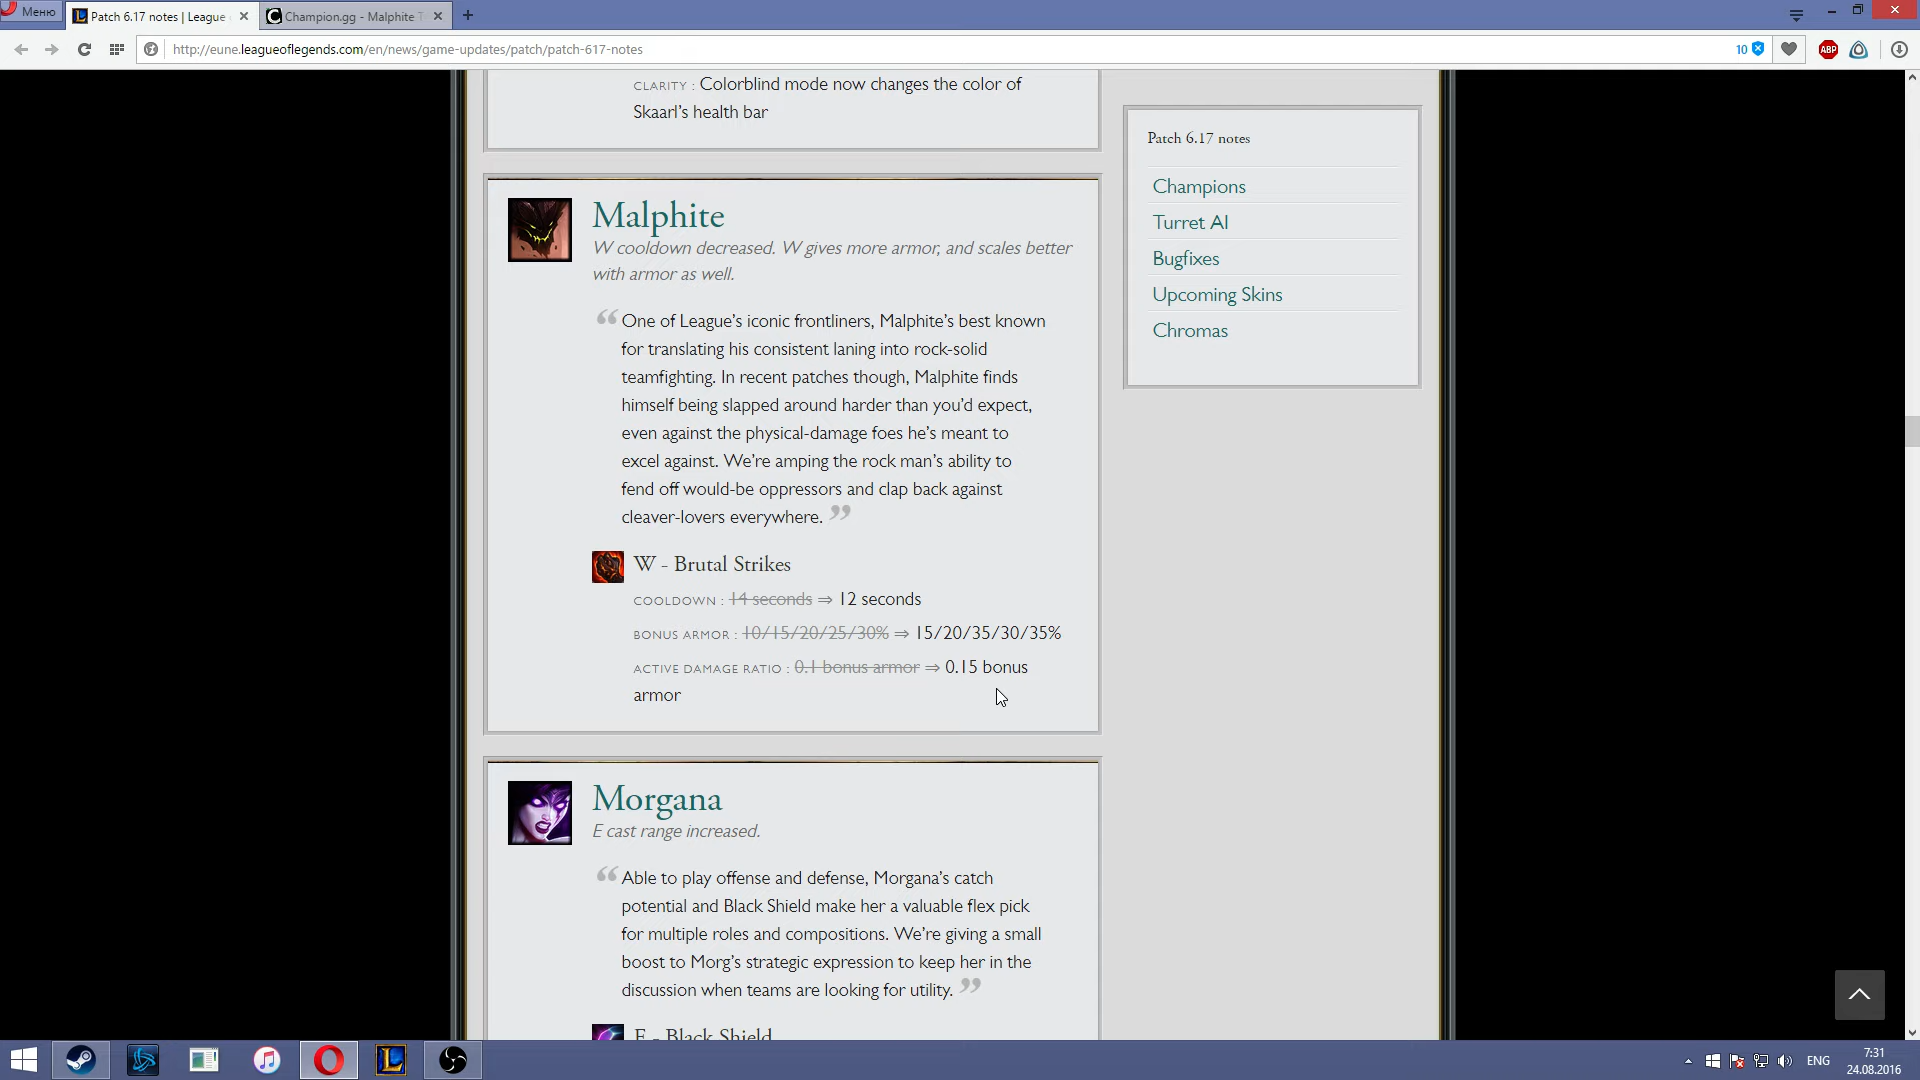 Меню
Patch 6.17 notes | League
Champion.gg - Malphite T
http://eune.leagueoflegends.com/en/news/game-updates/patch/patch-617-notes
10
ABP
CLARITY : Colorblind mode now changes the color of
Skaarl's health bar
Malphite
W cooldown decreased. W gives more armor, and scales better
with armor as well.
“ One of League's iconic frontliners, Malphite's best known
for translating his consistent laning into rock-solid
teamfighting. In recent patches though, Malphite finds
himself being slapped around harder than you'd expect,
even against the physical-damage foes he's meant to
excel against. We're amping the rock man's ability to
fend off would-be oppressors and clap back against
cleaver-lovers everywhere. ”
W - Brutal Strikes
COOLDOWN : 14 seconds ⇒ 12 seconds
BONUS ARMOR : 10/15/20/25/30% ⇒ 15/20/35/30/35%
ACTIVE DAMAGE RATIO : 0.1 bonus armor ⇒ 0.15 bonus
armor
Morgana
E cast range increased.
“ Able to play offense and defense, Morgana's catch
potential and Black Shield make her a valuable flex pick
for multiple roles and compositions. We're giving a small
boost to Morg's strategic expression to keep her in the
discussion when teams are looking for utility. ”
E - Black Shield
Patch 6.17 notes
Champions
Turret AI
Bugfixes
Upcoming Skins
Chromas
ENG
7:31
24.08.2016